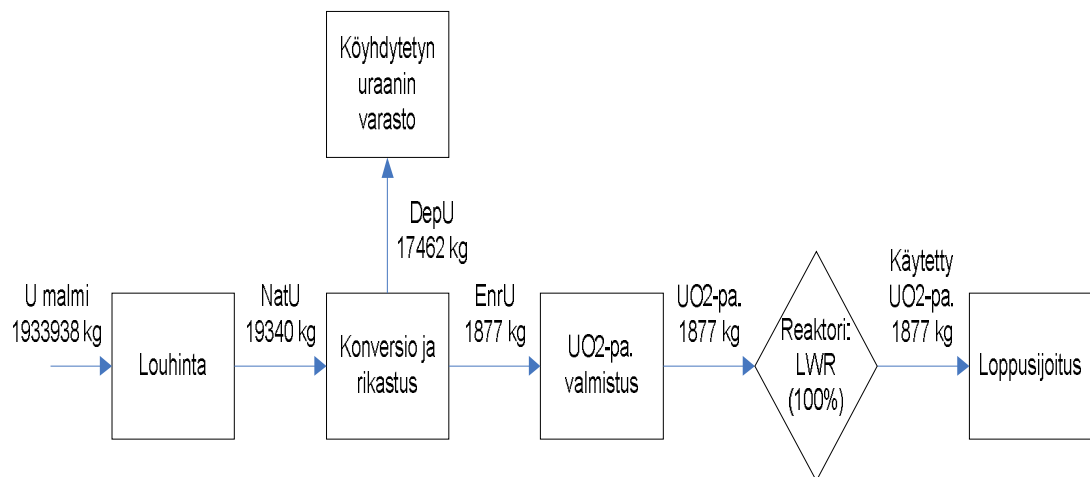 Köyhdytetyn
uraanin
varasto
DepU
17462 kg
U malmi
1933938 kg
Louhinta
NatU
19340 kg
Konversio ja
rikastus
EnrU
1877 kg
UO2-pa.
valmistus
UO2-pa.
1877 kg
Reaktori:
LWR
(100%)
Käytetty
UO2-pa.
1877 kg
Loppusijoitus